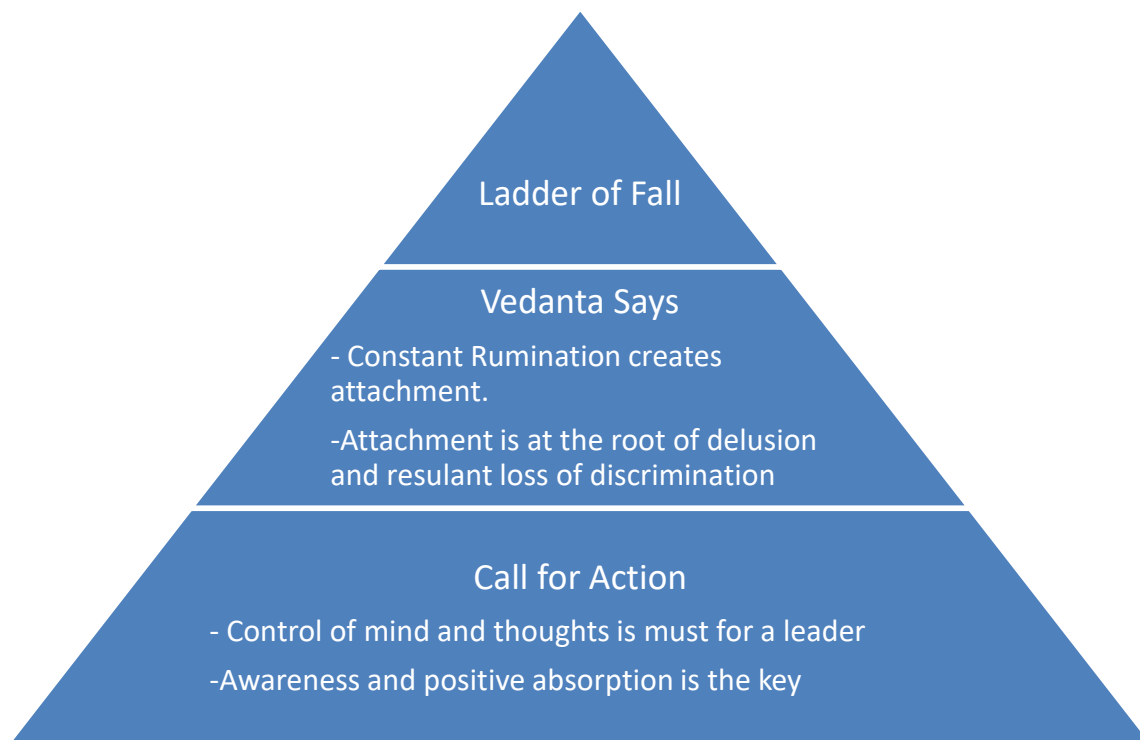 Ladder of Fall
Vedanta Says
- Constant Rumination creates
attachment.
-Attachment is at the root of delusion
and resulant loss of discrimination
Call for Action
- Control of mind and thoughts is must for a leader
-Awareness and positive absorption is the key